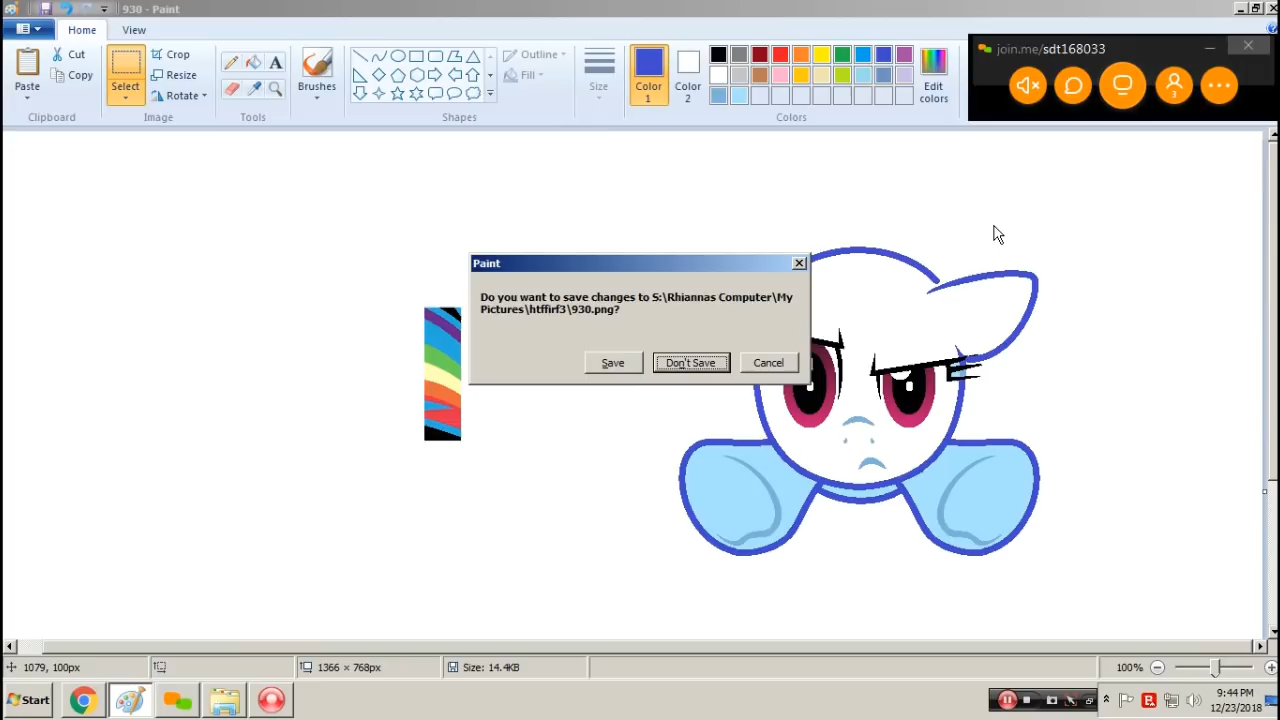 930 - Paint
Home
View
join.me/sdt168033
Paste
Cut
Copy
Clipboard
Select
Crop
Resize
Rotate
Image
A
Tools
Brushes
Outline
Fill
Shapes
Size
Color
1
Color
2
Edit
colors
Colors
3
Paint
Do you want to save changes to S:\Rhiannas Computer\My
Pictures\htffirf3\930.png?
Save
Don't Save
Cancel
1079, 100px
1366 × 768px
Size: 14.4KB
100%
Start
9:44 PM
12/23/2018